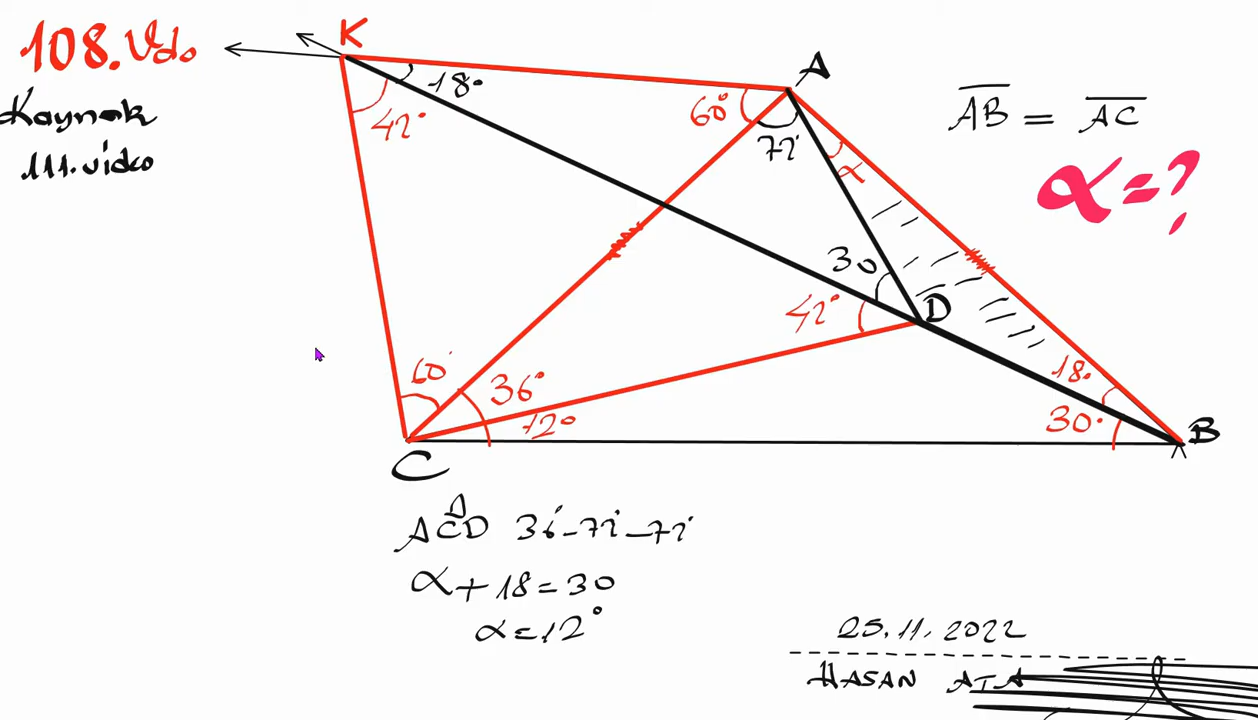 108. Vdo
Kaynak
111. video
K
18°
42°
60°
A
72°
α
AB = AC
α = ?
30
42°
D
60°
36°
12°
18°
30°
B
C
ACD 36-72-72
α + 18 = 30
α = 12°
25.11.2022
HASAN ATA